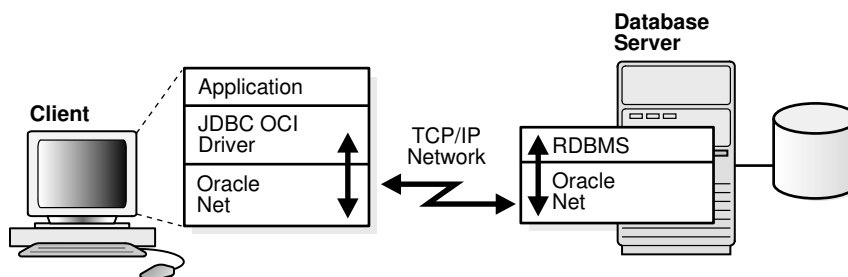 Client
Application
JDBC OCI
Driver
Oracle
Net
TCP/IP
Network
Database
Server
RDBMS
Oracle
Net